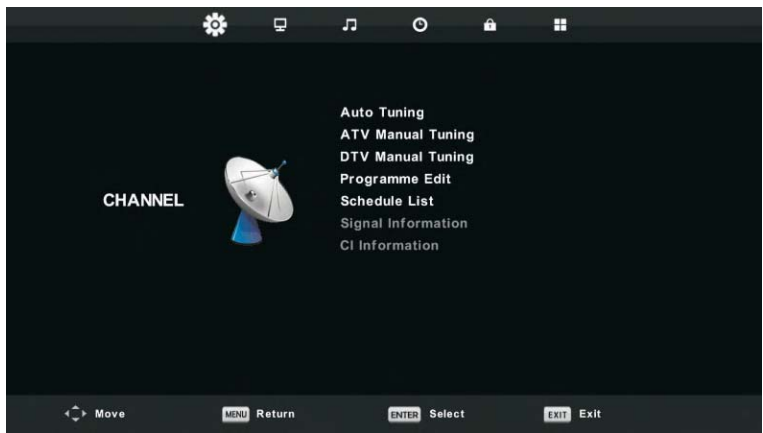 Auto Tuning
ATV Manual Tuning
DTV Manual Tuning
Programme Edit
CHANNEL
Schedule List
Signal Information
CI Information
Move
MENU Return
ENTER Select
EXIT Exit